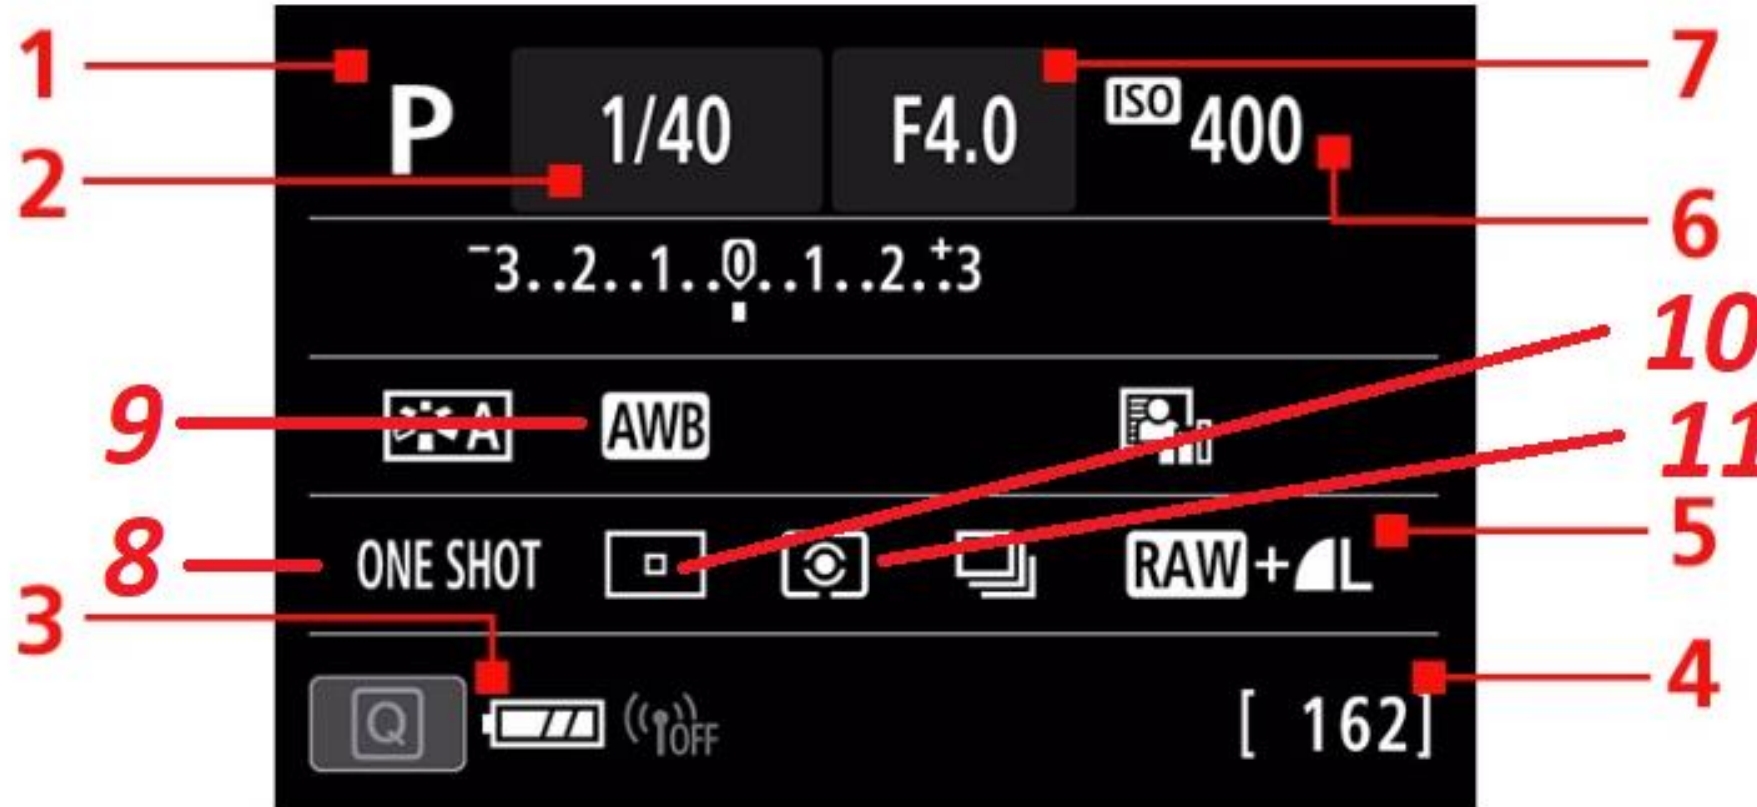 1
7
P 1/40 F4.0 ISO 400
2
6
-3..2..1..0..1..2..+3
10
9 A AWB
11
5
8 ONE SHOT RAW+L
3
4
Q OFF [ 162]